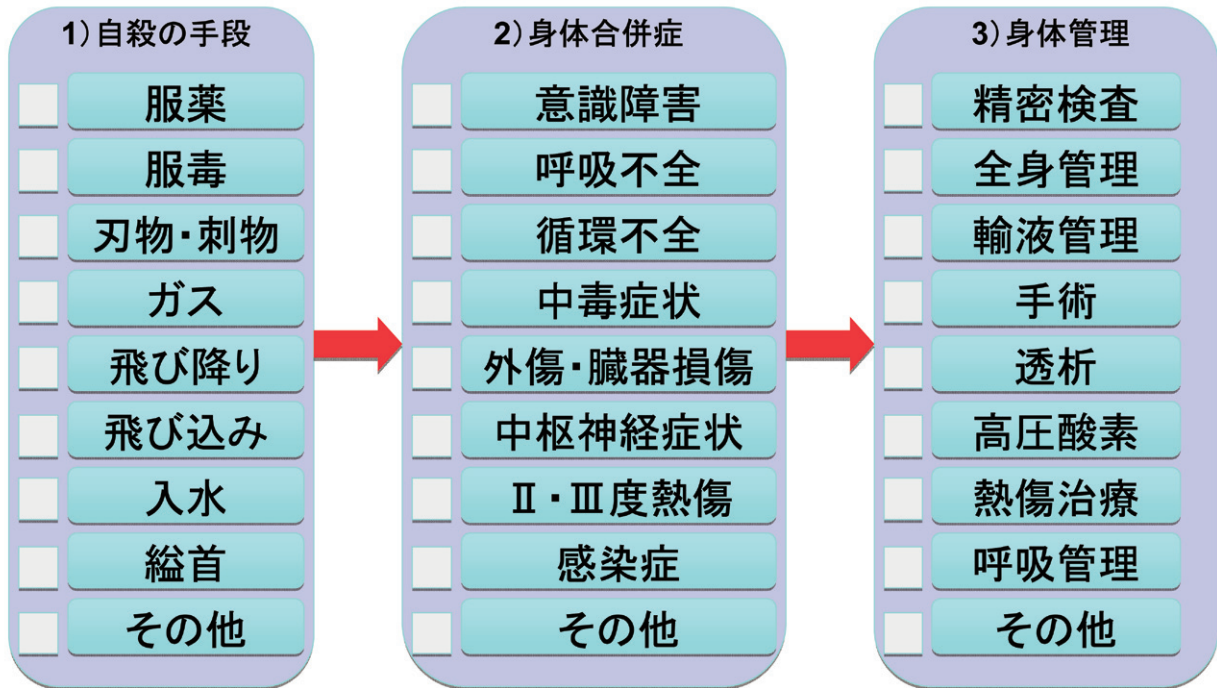 1)自殺の手段
服薬
服毒
刃物・刺物
ガス
飛び降り
飛び込み
入水
縊首
その他
2)身体合併症
意識障害
呼吸不全
循環不全
中毒症状
外傷・臓器損傷
中枢神経症状
Ⅱ・Ⅲ度熱傷
感染症
その他
3)身体管理
精密検査
全身管理
輸液管理
手術
透析
高圧酸素
熱傷治療
呼吸管理
その他